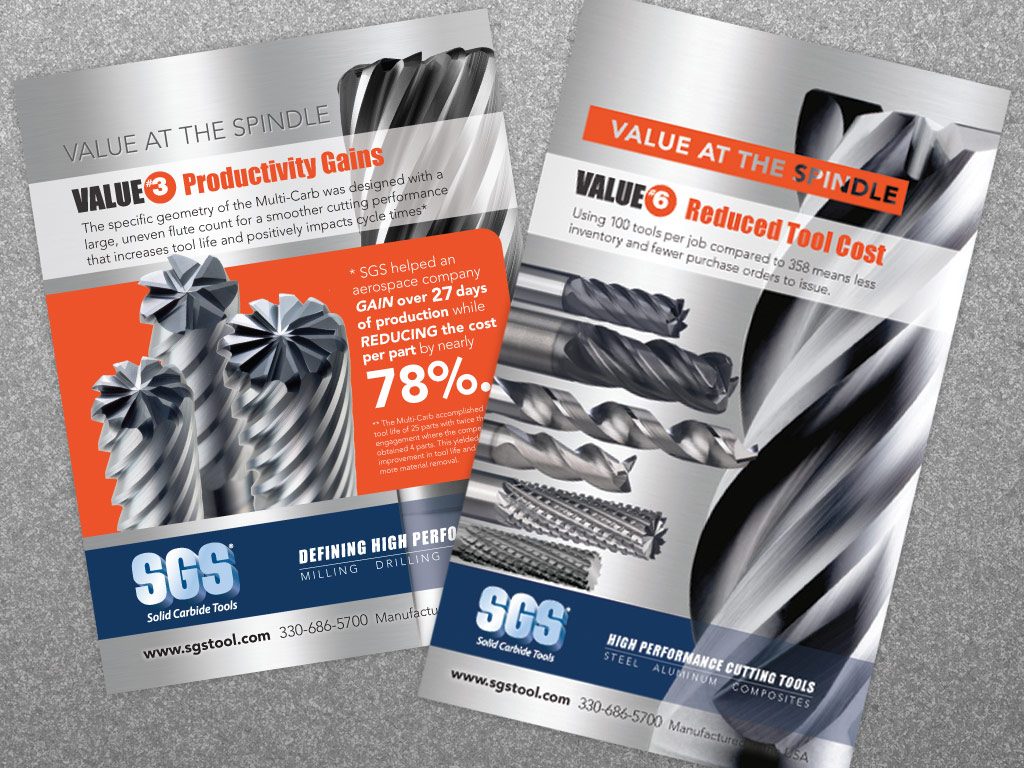 VALUE AT THE SPINDLE
VALUE #3 Productivity Gains
The specific geometry of the Multi-Carb was designed with a
large, uneven flute count for a smoother cutting performance
that increases tool life and positively impacts cycle times*
* SGS helped an
aerospace company
GAIN over 27 days
of production while
REDUCING the cost
per part by nearly
78%.
** The Multi-Carb accomplished
tool life of 25 parts with twice
engagement where the
obtained 4 parts. This yielded
improvement in tool life and
more material removal.
SGS®
Solid Carbide Tools
DEFINING HIGH
MILLING DRILLING
www.sgstool.com 330-686-5700
VALUE AT THE SPINDLE
VALUE #6 Reduced Tool Cost
Using 100 tools per job compared to 358 means less
inventory and fewer purchase orders to issue.
SGS®
Solid Carbide Tools
HIGH PERFORMANCE CUTTING TOOLS
STEEL ALUMINUM COMPOSITES
www.sgstool.com 330-686-5700 Manufactured in the USA